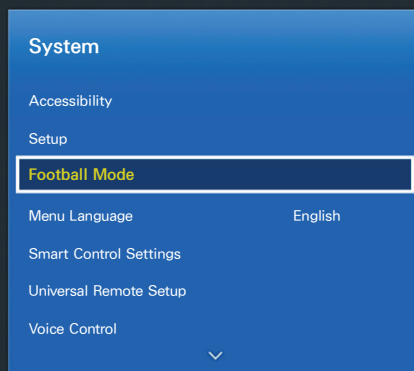 System
Accessibility
Setup
Football Mode
Menu Language English
Smart Control Settings
Universal Remote Setup
Voice Control